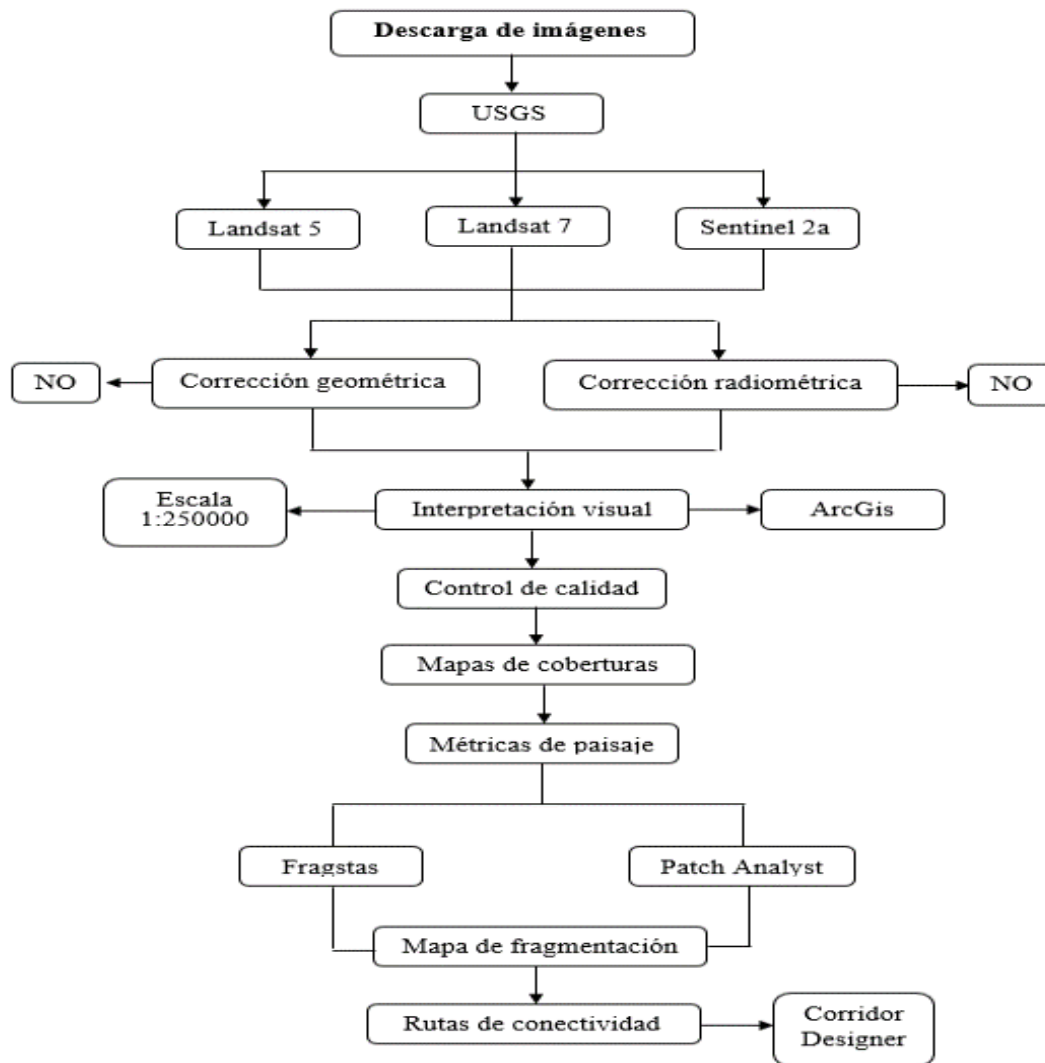 Descarga de imágenes
USGS
Landsat 5
Landsat 7
Sentinel 2a
NO
Corrección geométrica
Corrección radiométrica
NO
Escala
1:250000
Interpretación visual
ArcGis
Control de calidad
Mapas de coberturas
Métricas de paisaje
Fragstas
Patch Analyst
Mapa de fragmentación
Rutas de conectividad
Corridor
Designer